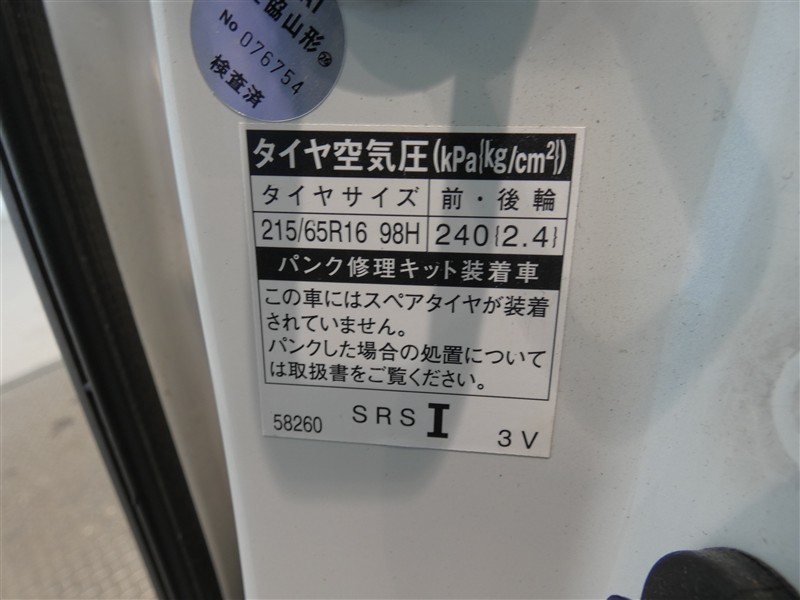 協山形
No 076754
検査済
タイヤ空気圧(kPa{kg/cm²})
タイヤサイズ 前・後輪
215/65R16 98H 240{2.4}
パンク修理キット装着車
この車にはスペアタイヤが装着
されていません。
パンクした場合の処置について
は取扱書をご覧ください。
58260 SRS I 3V